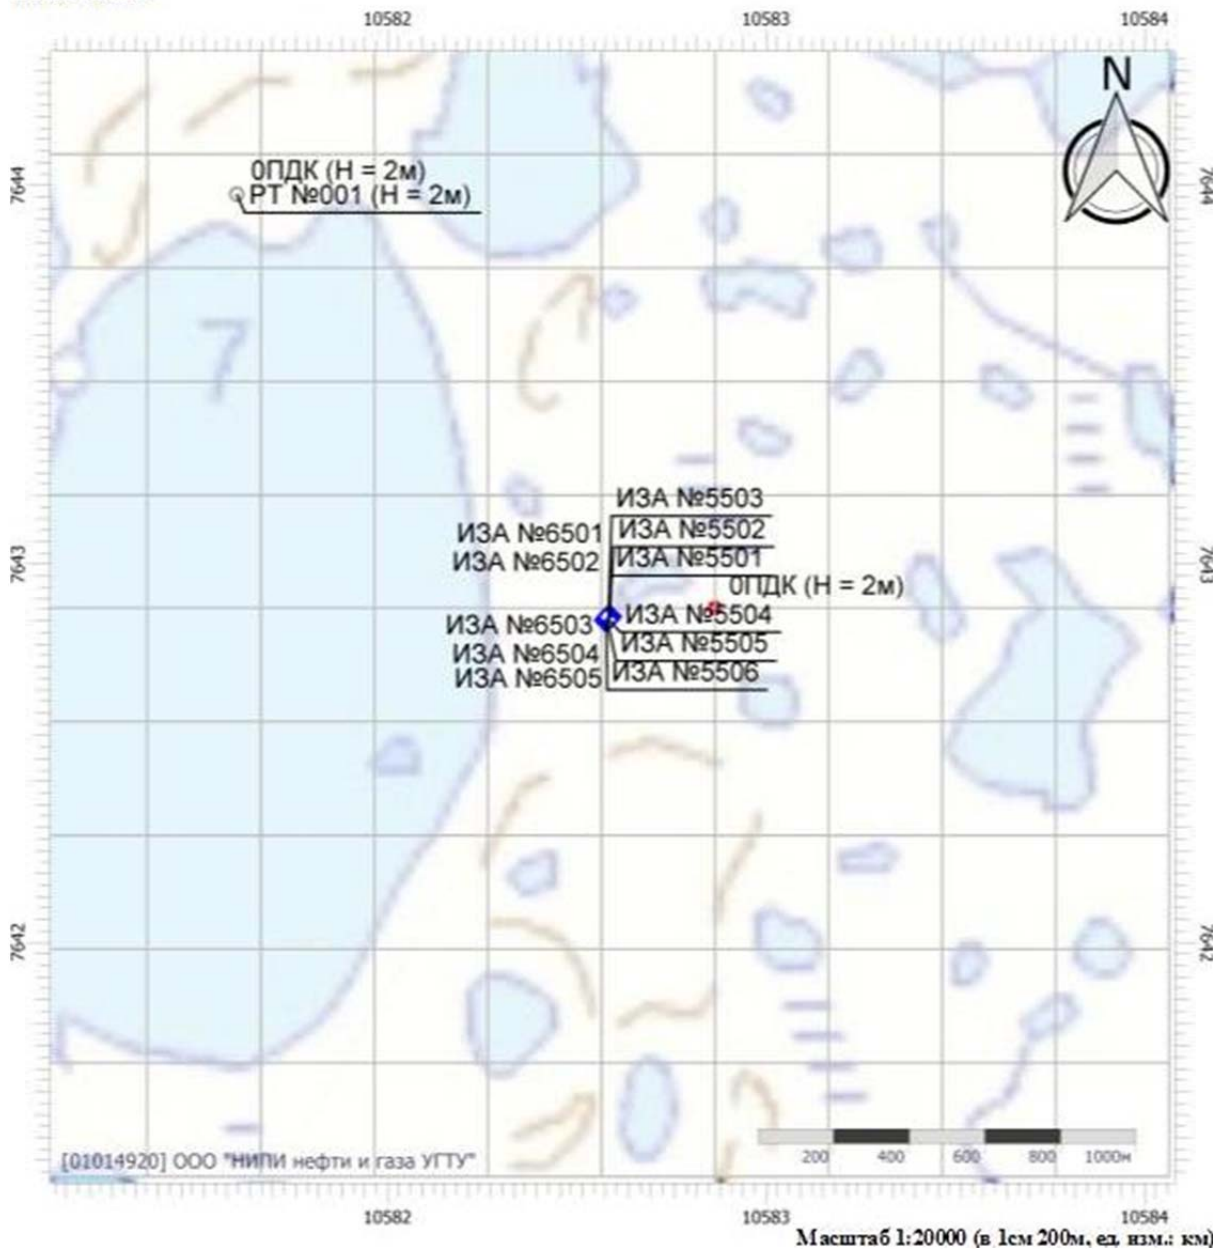 10582 10583 10584
N
0ПДК (H = 2м)
РТ №001 (H = 2м)
7644 7644
ИЗА №5503
ИЗА №6501 ИЗА №5502
ИЗА №6502 ИЗА №5501
7643 7643
0ПДК (H = 2м)
ИЗА №6503 ИЗА №5504
ИЗА №6504 ИЗА №5505
ИЗА №6505 ИЗА №5506
7642 7642
200 400 600 800 1000м
[01014920] ООО "НИПИ нефти и газа УГТУ"
10582 10583 10584
Масштаб 1:20000 (в 1см 200м, ед. изм.: км)